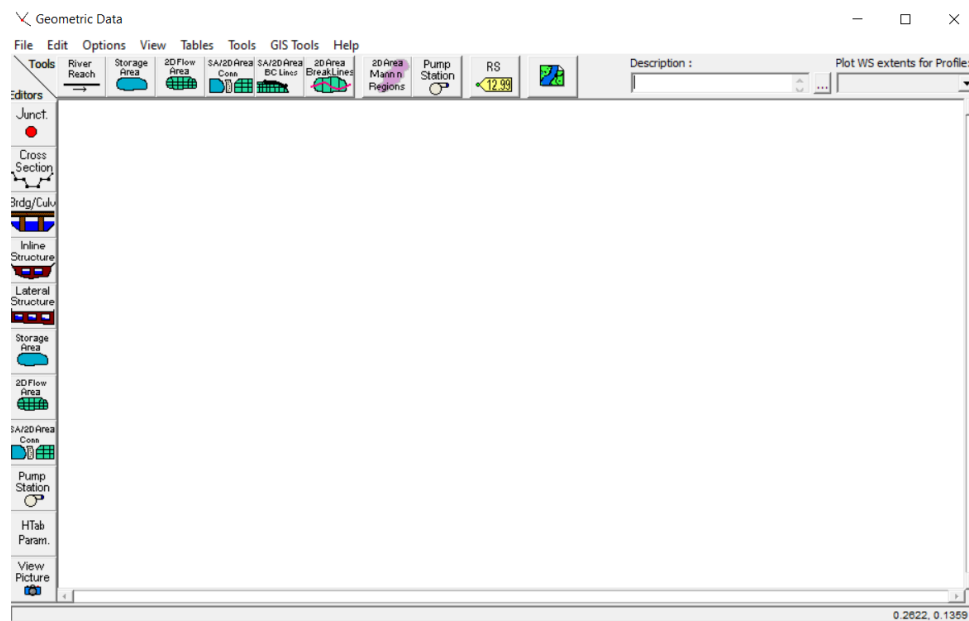 Geometric Data
File Edit Options View Tables Tools GIS Tools Help
Tools
Editors
River
Reach
Storage
Area
2D Flow
Area
SA/2D Area
Conn
SA/2D Area
BC Lines
2D Area
BreakLines
2D Area
Mann n
Regions
Pump
Station
RS
12.99
Description :
...
Plot WS extents for Profile:
Junct.
Cross
Section
Brdg/Culv
Inline
Structure
Lateral
Structure
Storage
Area
2D Flow
Area
SA/2D Area
Conn
Pump
Station
HTab
Param.
View
Picture
0.2622, 0.1359